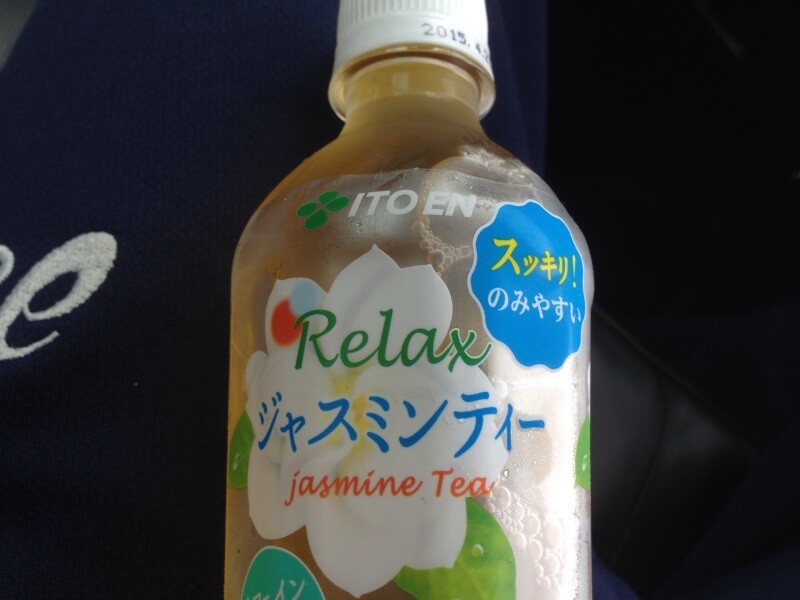 2015.4
ITO EN
スッキリ!
のみやすい
Relax
ジャスミンティー
jasmine Tea